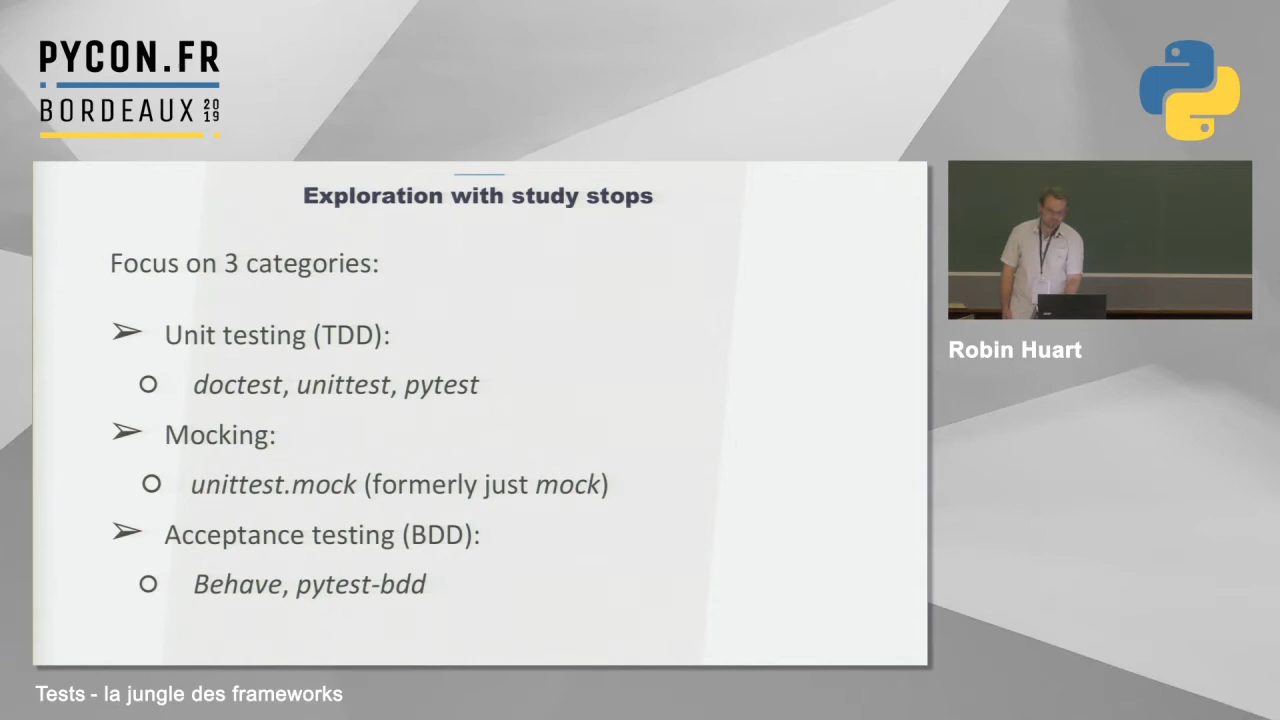 PYCON.FR
BORDEAUX 2019
Exploration with study stops
Focus on 3 categories:
➢ Unit testing (TDD):
○ doctest, unittest, pytest
➢ Mocking:
○ unittest.mock (formerly just mock)
➢ Acceptance testing (BDD):
○ Behave, pytest-bdd
Robin Huart
Tests - la jungle des frameworks